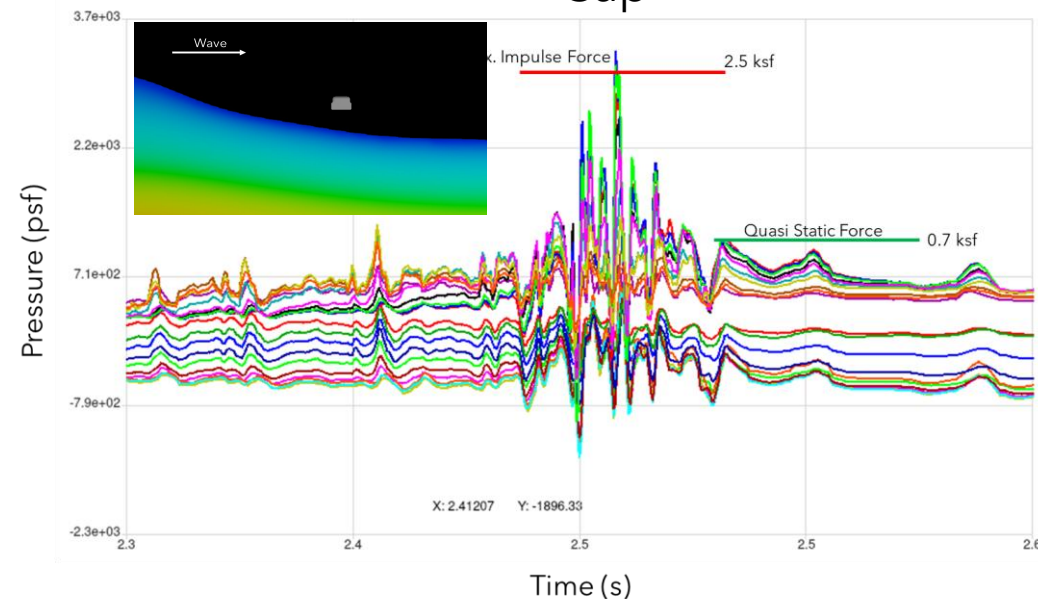 3.7e+03
Wave
x. Impulse Force
2.5 ksf
2.2e+03
Quasi Static Force
0.7 ksf
7.1e+02
Pressure (psf)
-7.9e+02
X: 2.41207 Y: -1896.33
-2.3e+03
2.3 2.4 2.5 2.5 2.6
Time (s)